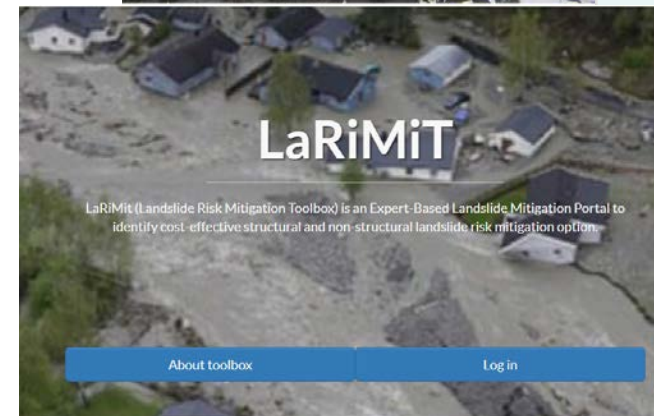 LaRiMiT
LaRiMit (Landslide Risk Mitigation Toolbox) is an Expert-Based Landslide Mitigation Portal to
identify cost-effective structural and non-structural landslide risk mitigation option.
About toolbox
Log in